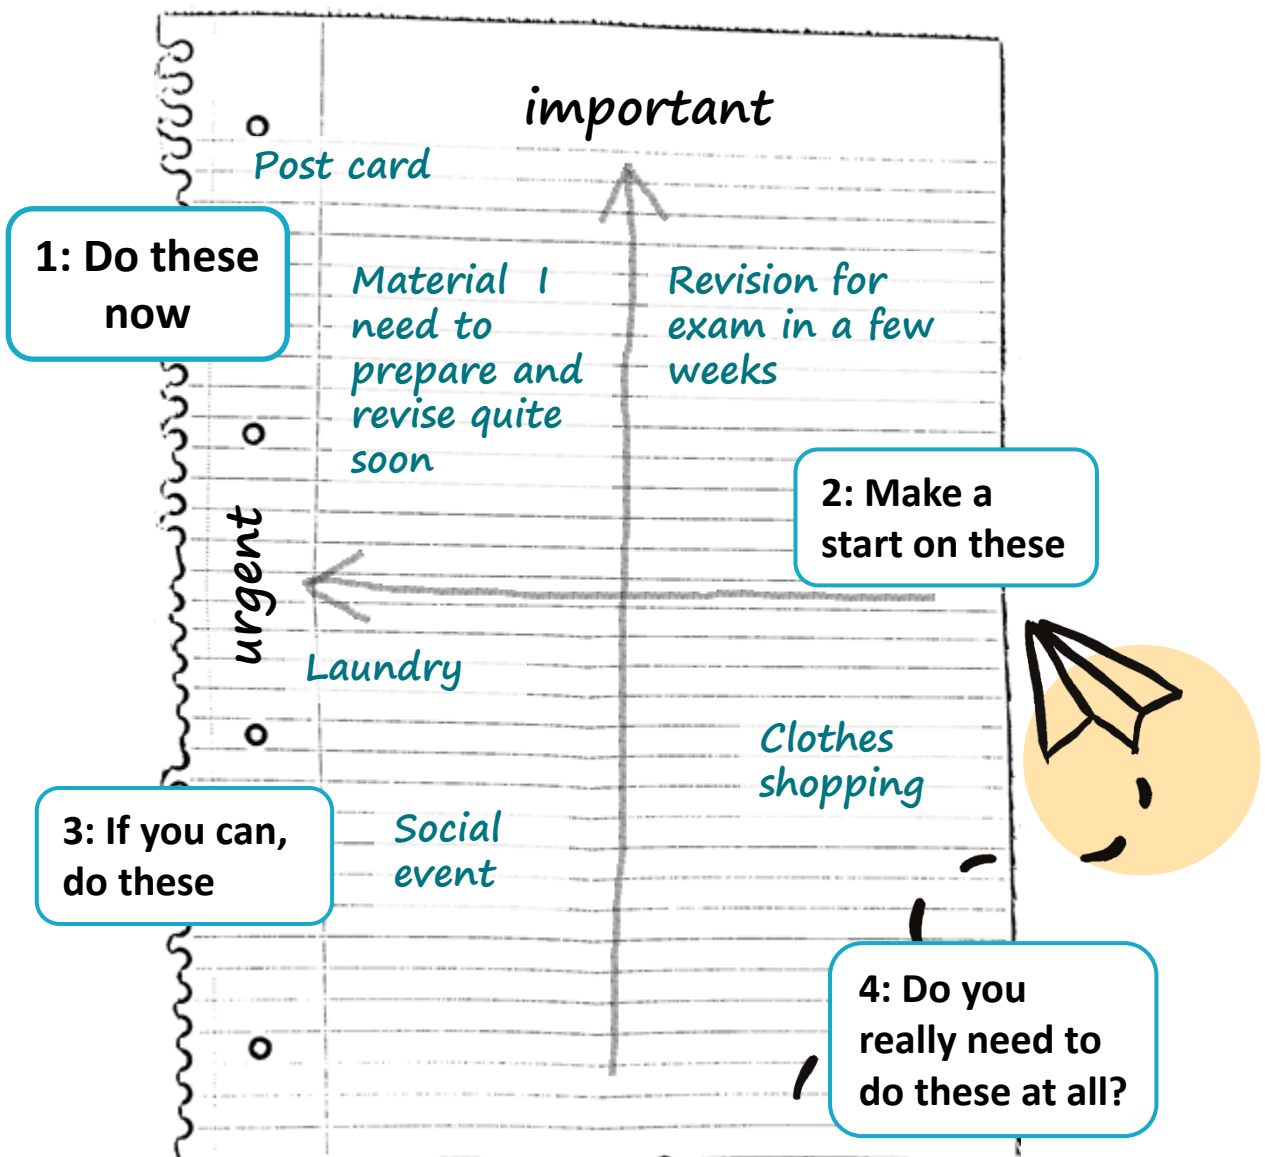 important
Post card
1: Do these
now
Material I
need to
prepare and
revise quite
soon
Revision for
exam in a few
weeks
2: Make a
start on these
urgent
Laundry
Clothes
shopping
3: If you can,
do these
Social
event
4: Do you
really need to
do these at all?